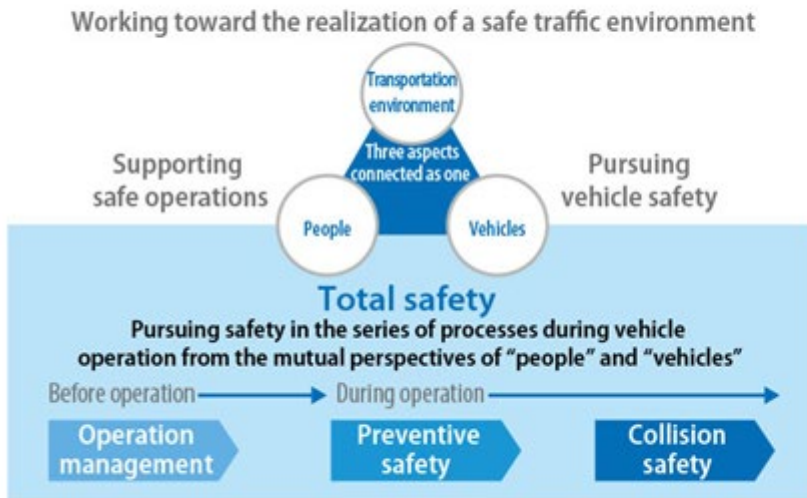 Working toward the realization of a safe traffic environment
Transportation
environment
Three aspects
connected as one
Supporting
safe operations
Pursuing
vehicle safety
People
Vehicles
Total safety
Pursuing safety in the series of processes during vehicle
operation from the mutual perspectives of “people” and “vehicles”
Before operation
During operation
Operation
management
Preventive
safety
Collision
safety